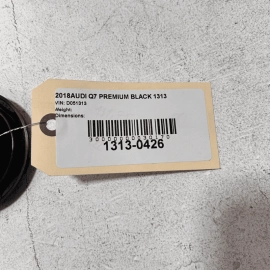 2018AUDI Q7 PREMIUM BLACK 1313
VIN: D051313
Weight:
Dimensions:
1313-0426